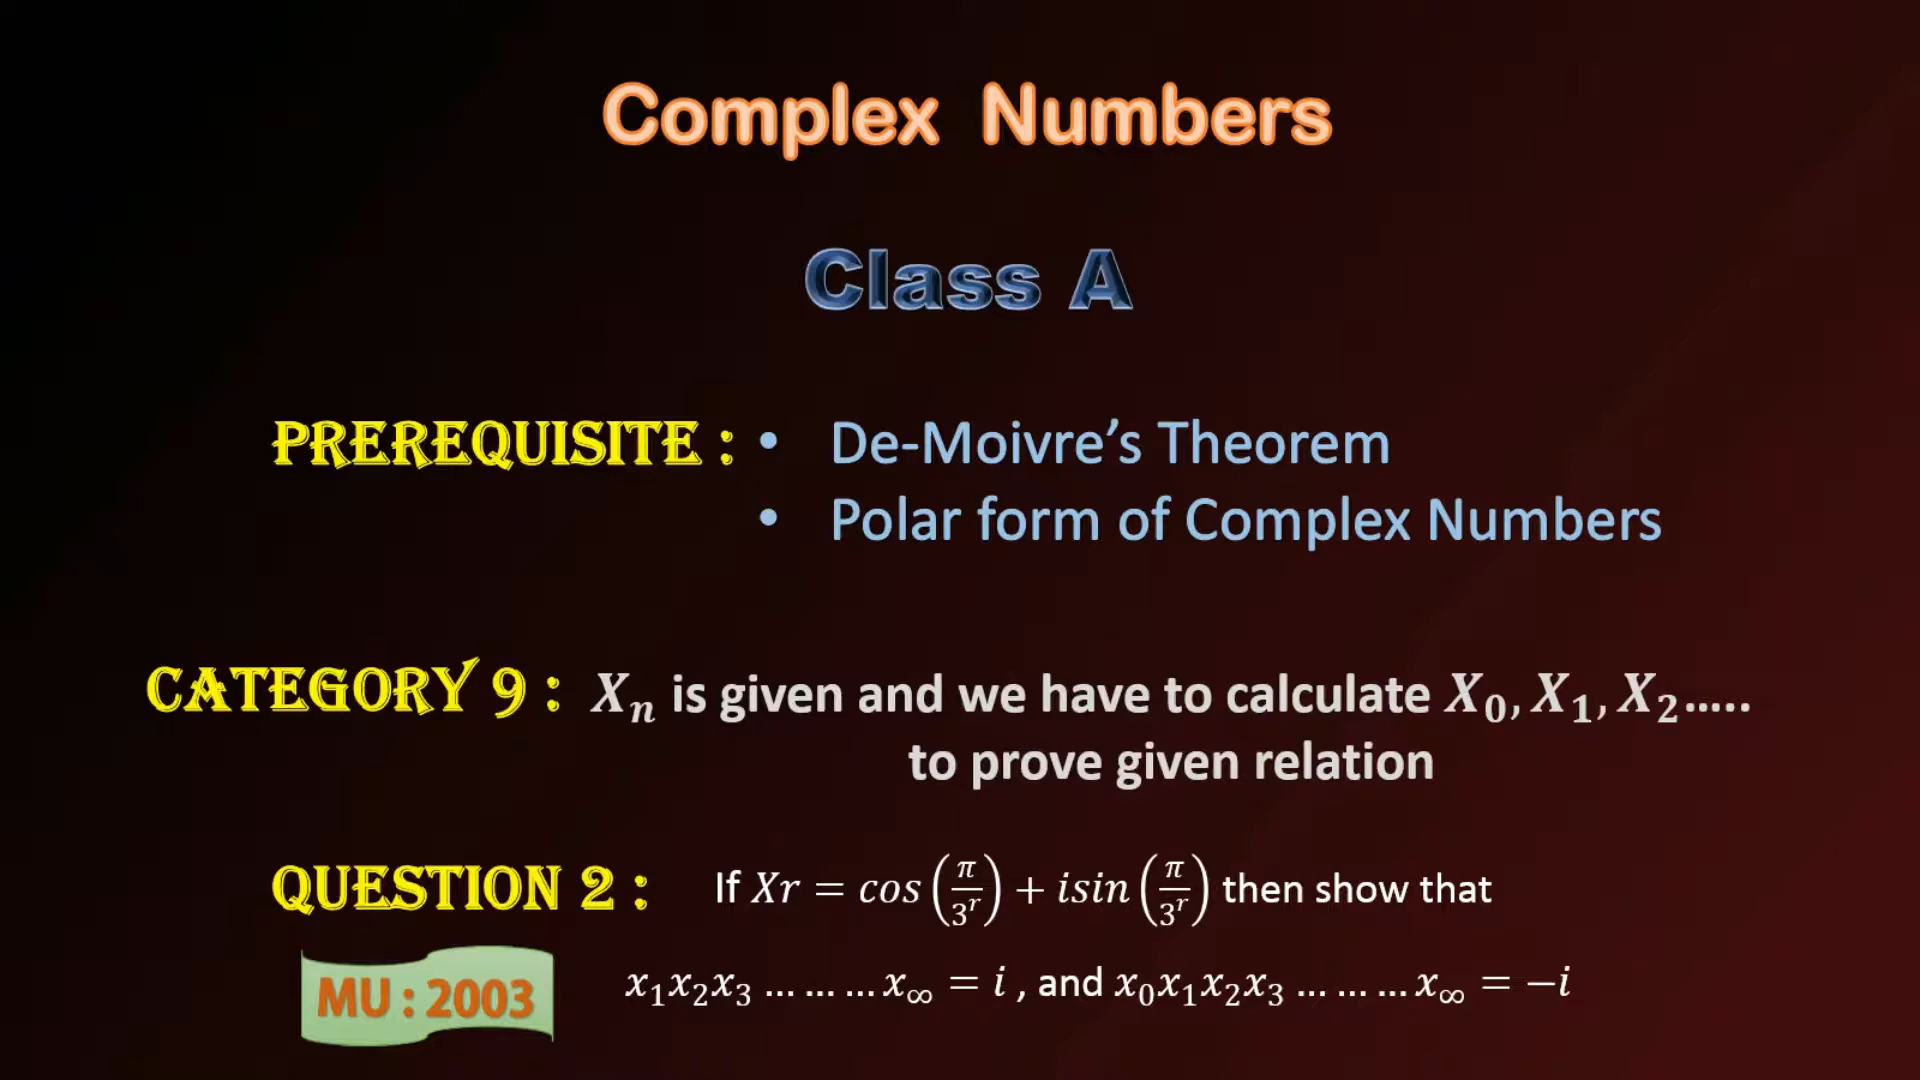 Complex Numbers
Class A
PREREQUISITE : • De-Moivre’s Theorem
• Polar form of Complex Numbers
CATEGORY 9 : Xₙ is given and we have to calculate X₀, X₁, X₂.....
to prove given relation
QUESTION 2 : If Xr = cos(π/3ʳ) + isin(π/3ʳ) then show that
MU : 2003 x₁x₂x₃ ... ... ... x∞ = i , and x₀x₁x₂x₃ ... ... ... x∞ = −i